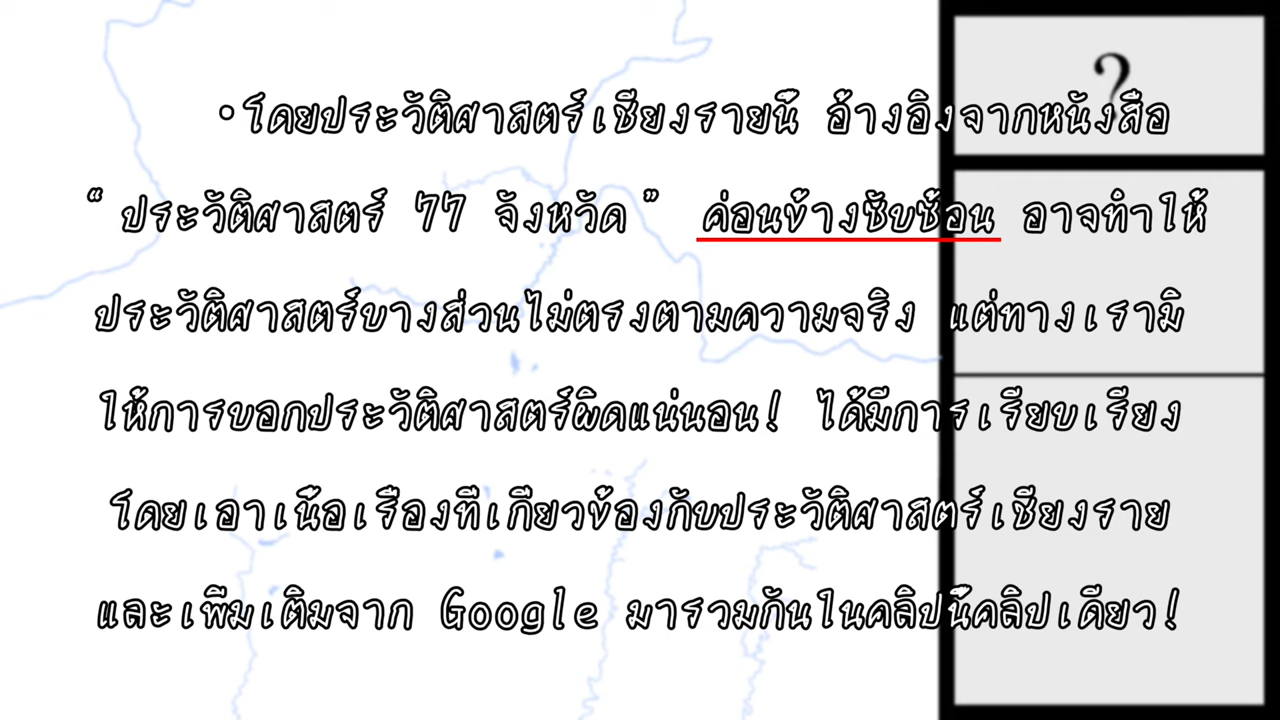 ?
•โดยประวัติศาสตร์เชียงรายนี้ อ้างอิงจากหนังสือ
“ ประวัติศาสตร์ 77 จังหวัด ” ค่อนข้างซับซ้อน อาจทำให้
ประวัติศาสตร์บางส่วนไม่ตรงตามความจริง แต่ทางเรามิ
ให้การบอกประวัติศาสตร์ผิดแน่นอน! ได้มีการเรียบเรียง
โดยเอาเนื้อเรื่องที่เกี่ยวข้องกับประวัติศาสตร์เชียงราย
และเพิ่มเติมจาก Google มารวมกันในคลิปนี้คลิปเดียว!